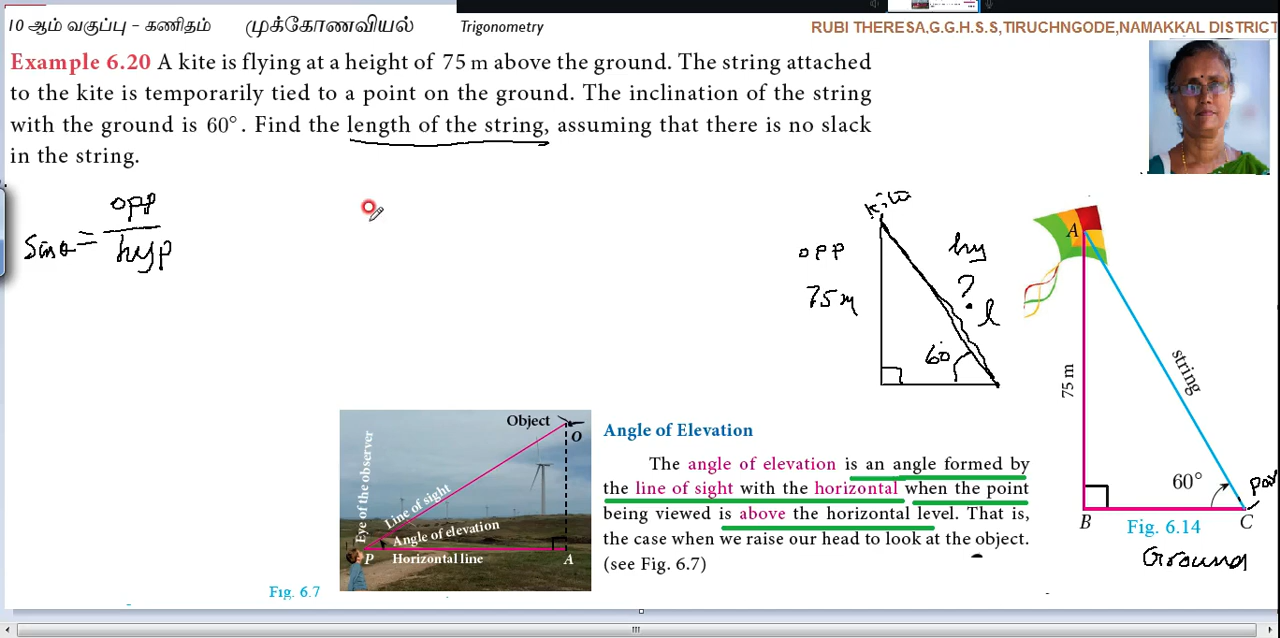 10 ஆம் வகுப்பு – கணிதம் முக்கோணவியல் Trigonometry
RUBI THERESA,G.G.H.S.S,TIRUCHNGODE,NAMAKKAL DISTRICT
Example 6.20 A kite is flying at a height of 75 m above the ground. The string attached
to the kite is temporarily tied to a point on the ground. The inclination of the string
with the ground is 60°. Find the length of the string, assuming that there is no slack
in the string.
sin θ = opp
hyp
kite
opp
75m
hy
?
l
60
A
75 m
string
60°
B
C
Fig. 6.14
Ground
Object
O
Eye of the observer
Line of sight
Angle of elevation
P
Horizontal line
A
Fig. 6.7
Angle of Elevation
The angle of elevation is an angle formed by
the line of sight with the horizontal when the point
being viewed is above the horizontal level. That is,
the case when we raise our head to look at the object.
(see Fig. 6.7)